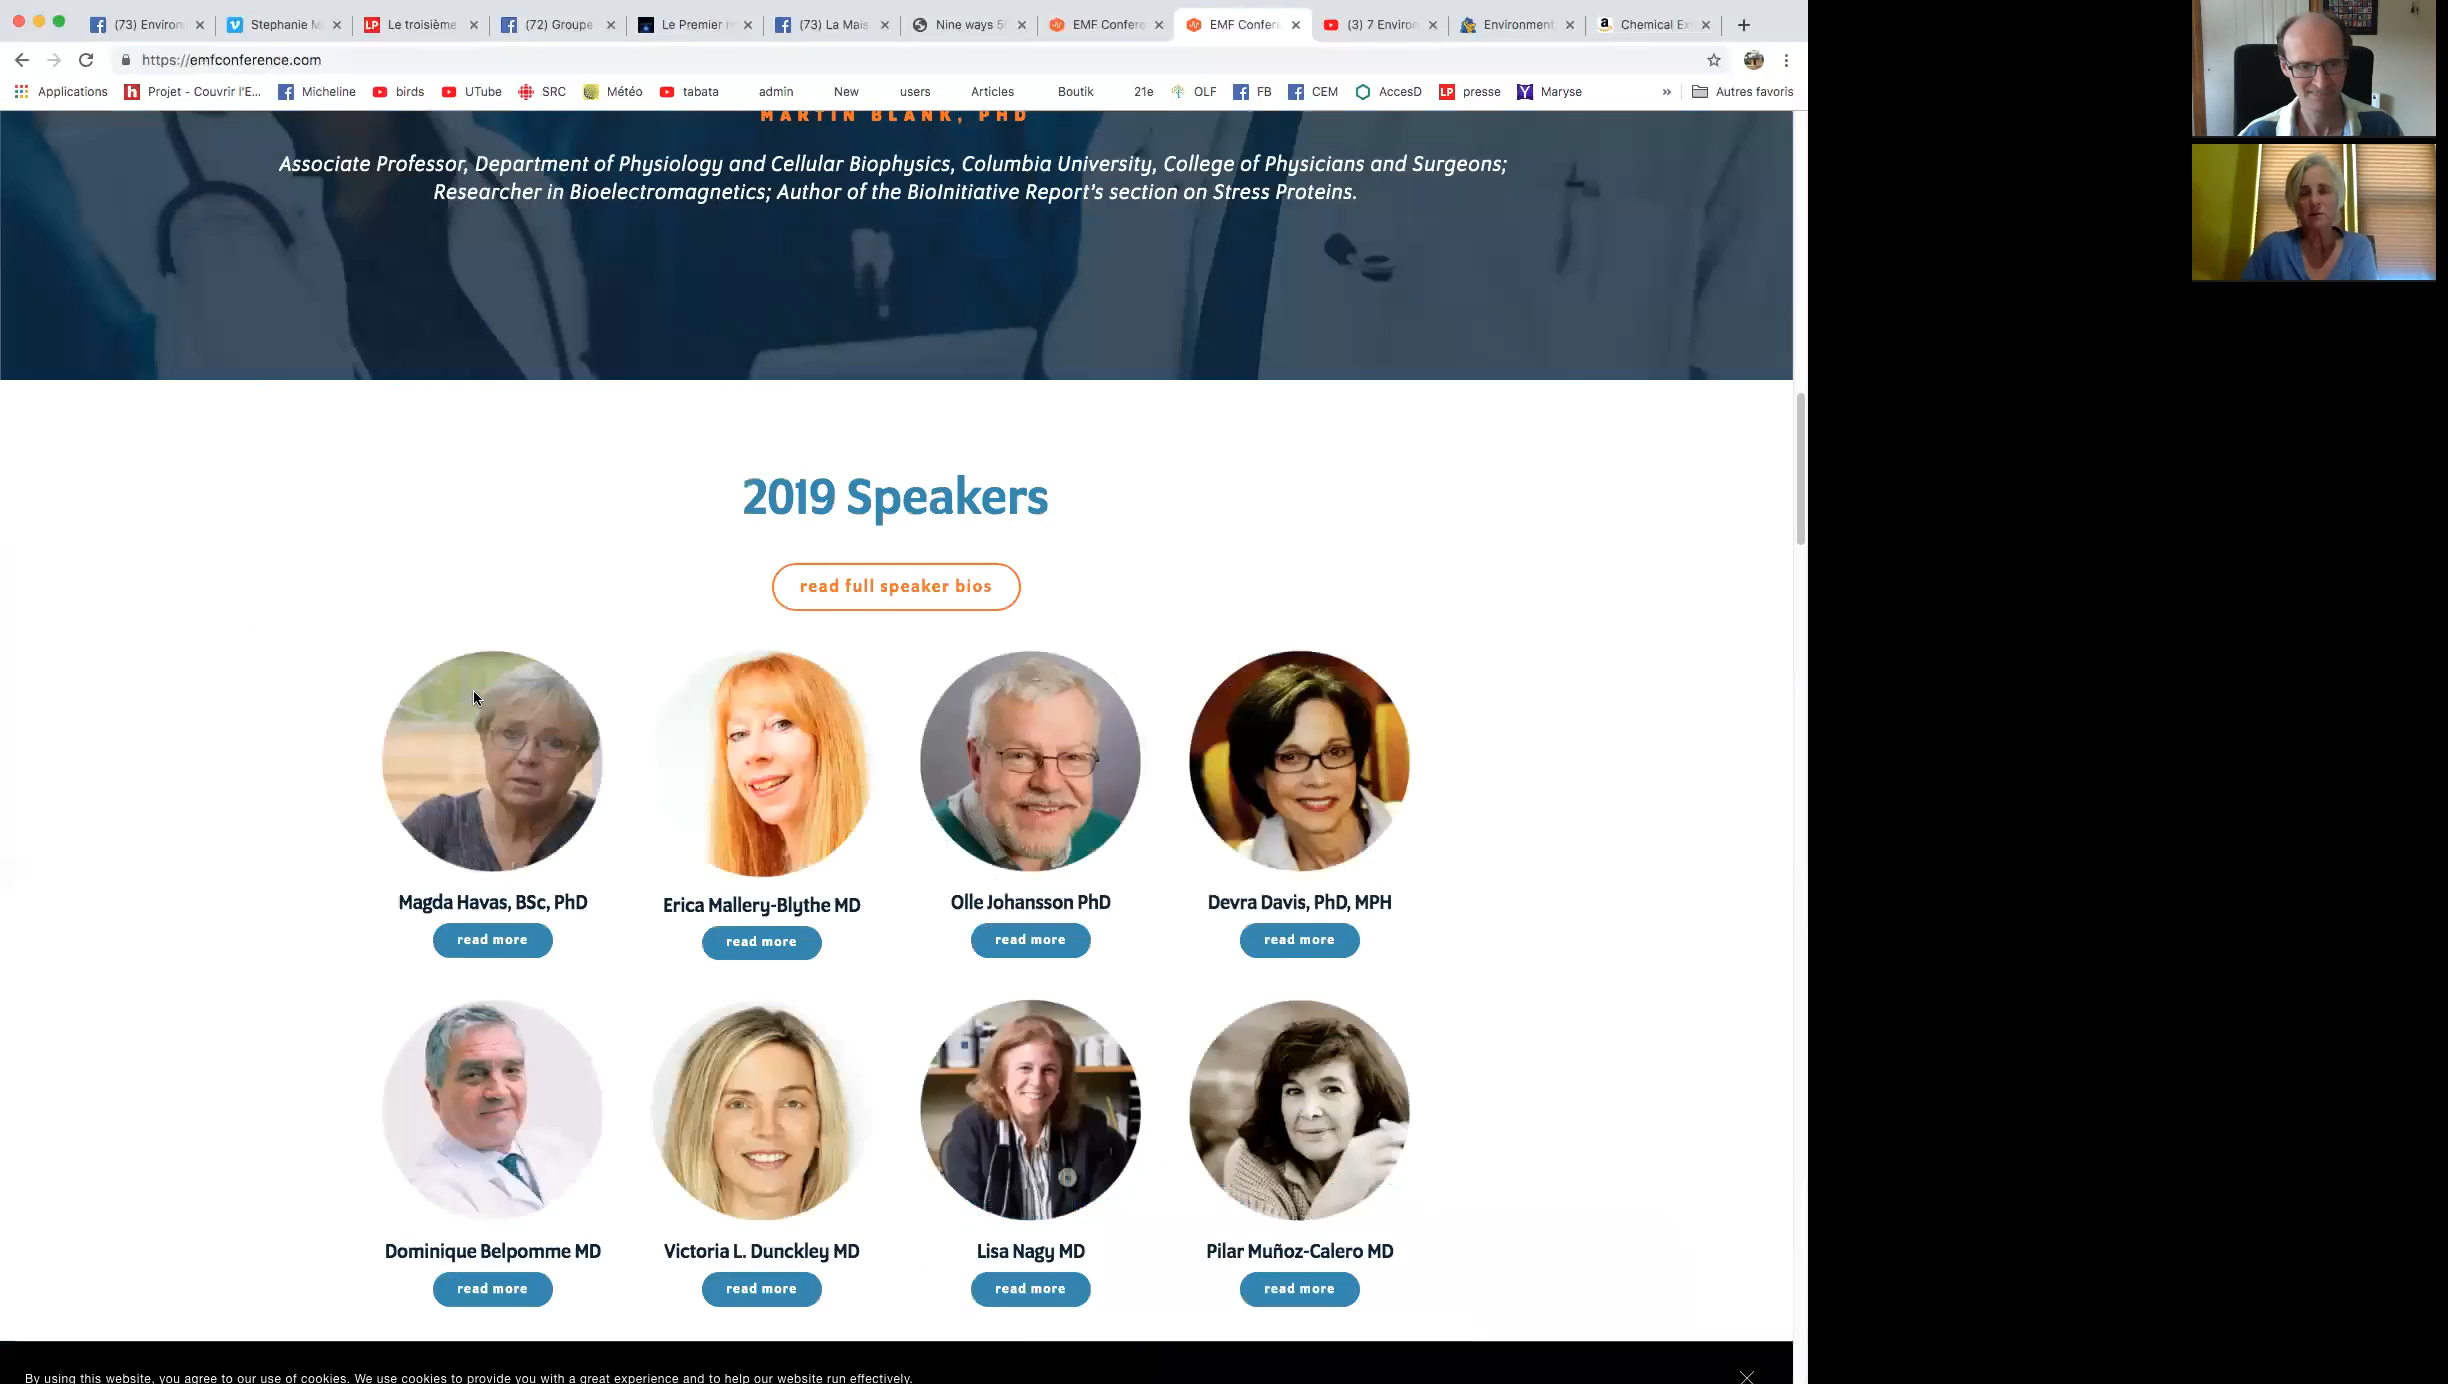 (73) Environ
Stephanie M
Le troisième
(72) Groupe
Le Premier
(73) La Mais
Nine ways 5
EMF Confere
EMF Confere
(3) 7 Enviro
Environment
Chemical Ex
https://emfconference.com
Applications
Projet - Couvrir l'E...
Micheline
birds
UTube
SRC
Météo
tabata
admin
New
users
Articles
Boutik
21e
OLF
FB
CEM
AccesD
presse
Maryse
»
Autres favoris
MARTIN BLANK, PHD
Associate Professor, Department of Physiology and Cellular Biophysics, Columbia University, College of Physicians and Surgeons;
Researcher in Bioelectromagnetics; Author of the BioInitiative Report's section on Stress Proteins.
2019 Speakers
read full speaker bios
Magda Havas, BSc, PhD
read more
Erica Mallery-Blythe MD
read more
Olle Johansson PhD
read more
Devra Davis, PhD, MPH
read more
Dominique Belpomme MD
read more
Victoria L. Dunckley MD
read more
Lisa Nagy MD
read more
Pilar Muñoz-Calero MD
read more
By using this website, you agree to our use of cookies. We use cookies to provide you with a great experience and to help our website run effectively.